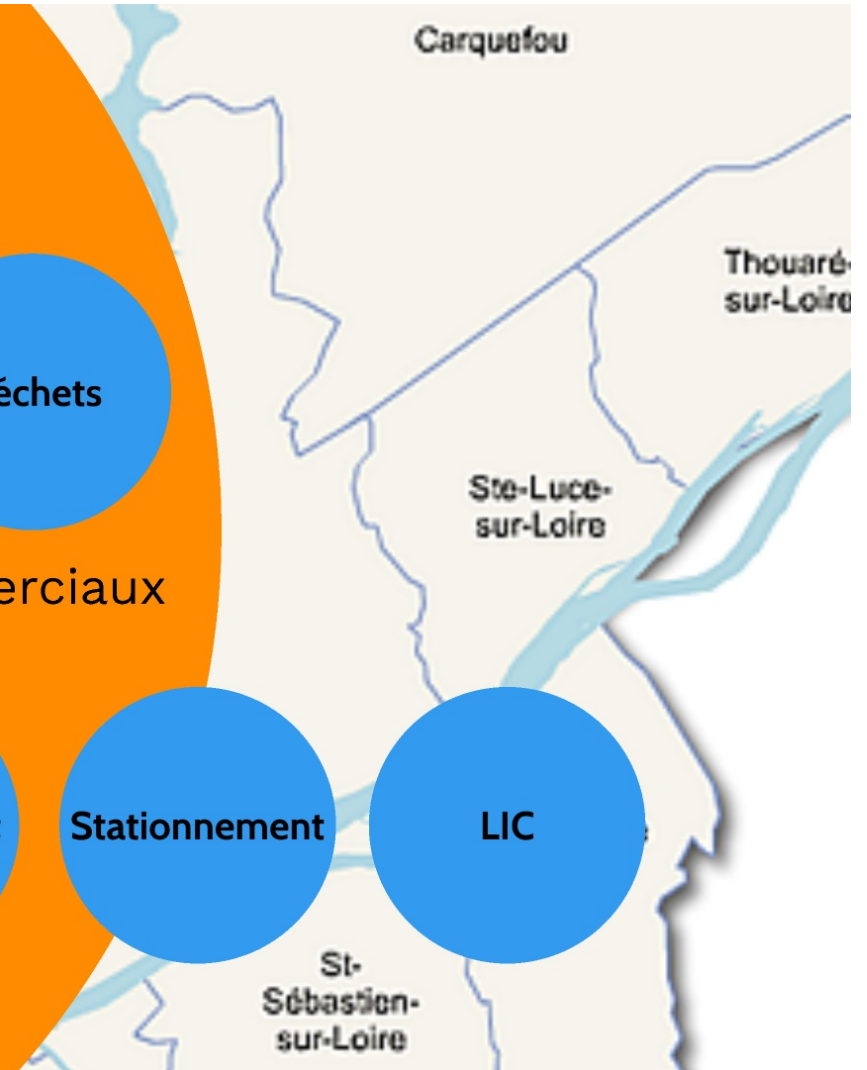 Carquefou
Thouaré-
sur-Loire
échets
Ste-Luce-
sur-Loire
erciaux
Stationnement
LIC
St-
Sébastien-
sur-Loire